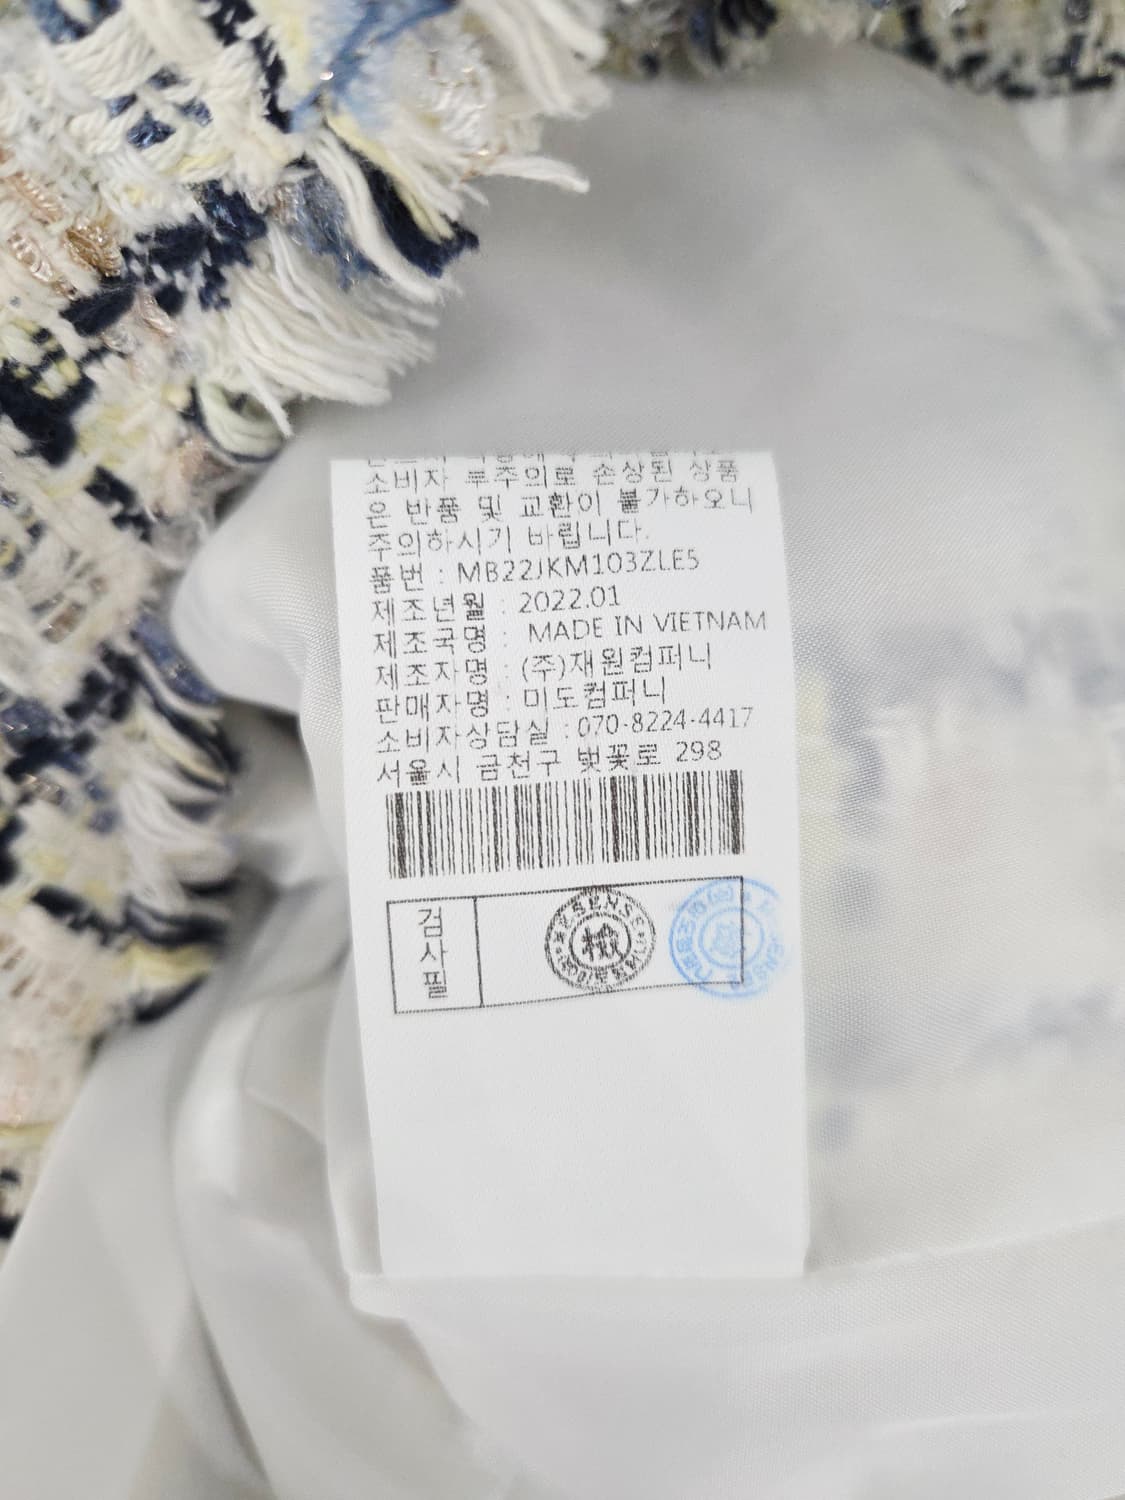 소비자 부주의로 손상된 상품
은 반품 및 교환이 불가하오니
주의하시기 바랍니다.
품번 : MB22JKM103ZLE5
제조년월 : 2022.01
제조국명 : MADE IN VIETNAM
제조자명 : (주)재원컴퍼니
판매자명 : 미도컴퍼니
소비자상담실 : 070-8224-4417
서울시 금천구 벚꽃로 298
검사필
SENSE
檢